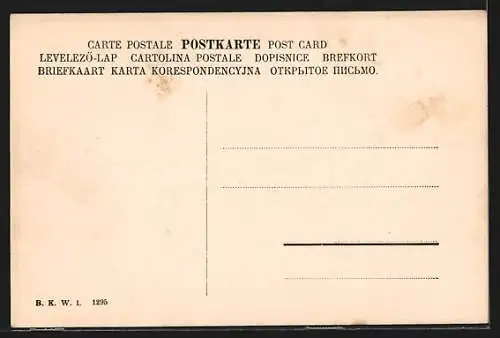 CARTE POSTALE POSTKARTE POST CARD
LEVELEZŐ-LAP CARTOLINA POSTALE DOPISNICE BREFKORT
BRIEFKAART KARTA KORESPONDENCYJNA ОТКРЫТОЕ ПИСЬМО.
B. K. W. I. 1295